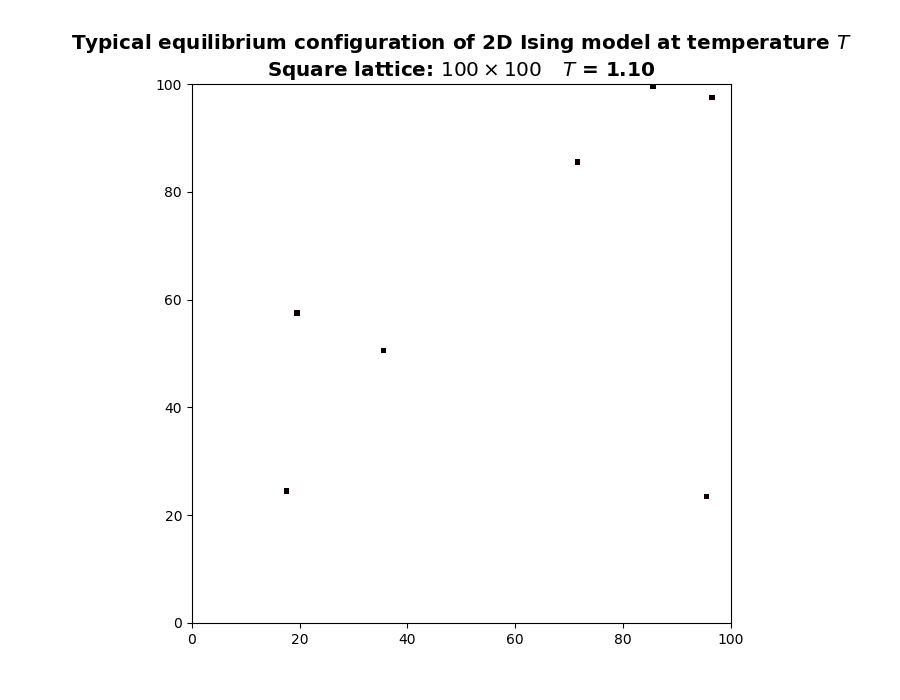 Typical equilibrium configuration of 2D Ising model at temperature T
Square lattice: 100 × 100 T = 1.10
100
80
60
40
20
0
0 20 40 60 80 100